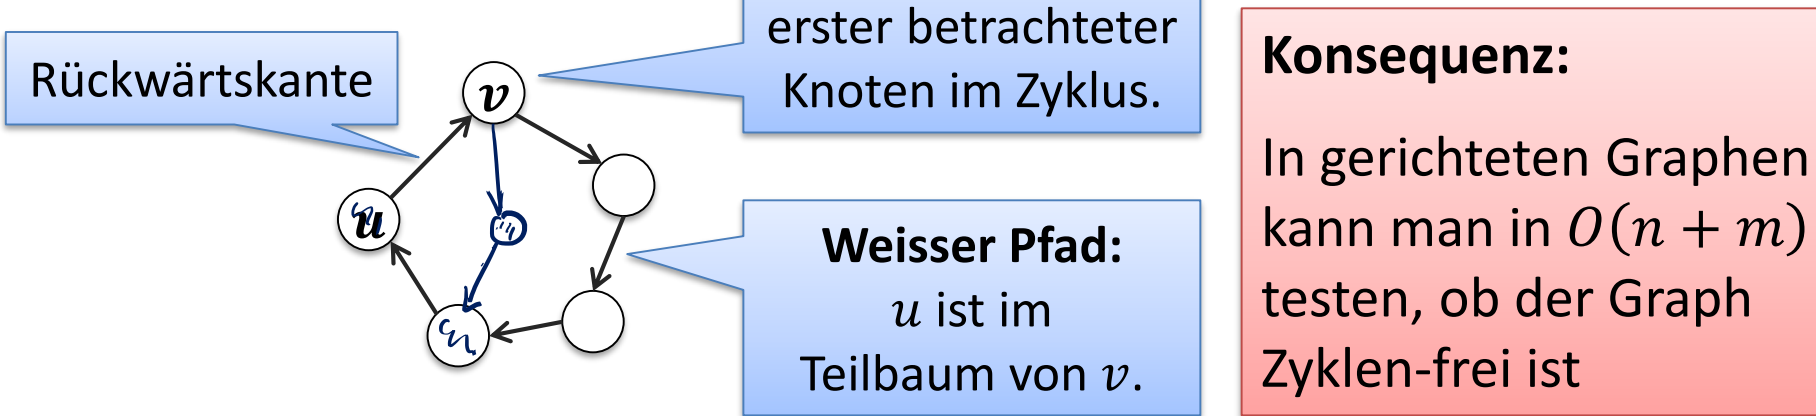 Rückwärtskante
v
u
erster betrachteter
Knoten im Zyklus.
Weisser Pfad:
u ist im
Teilbaum von v.
Konsequenz:
In gerichteten Graphen
kann man in O(n + m)
testen, ob der Graph
Zyklen-frei ist